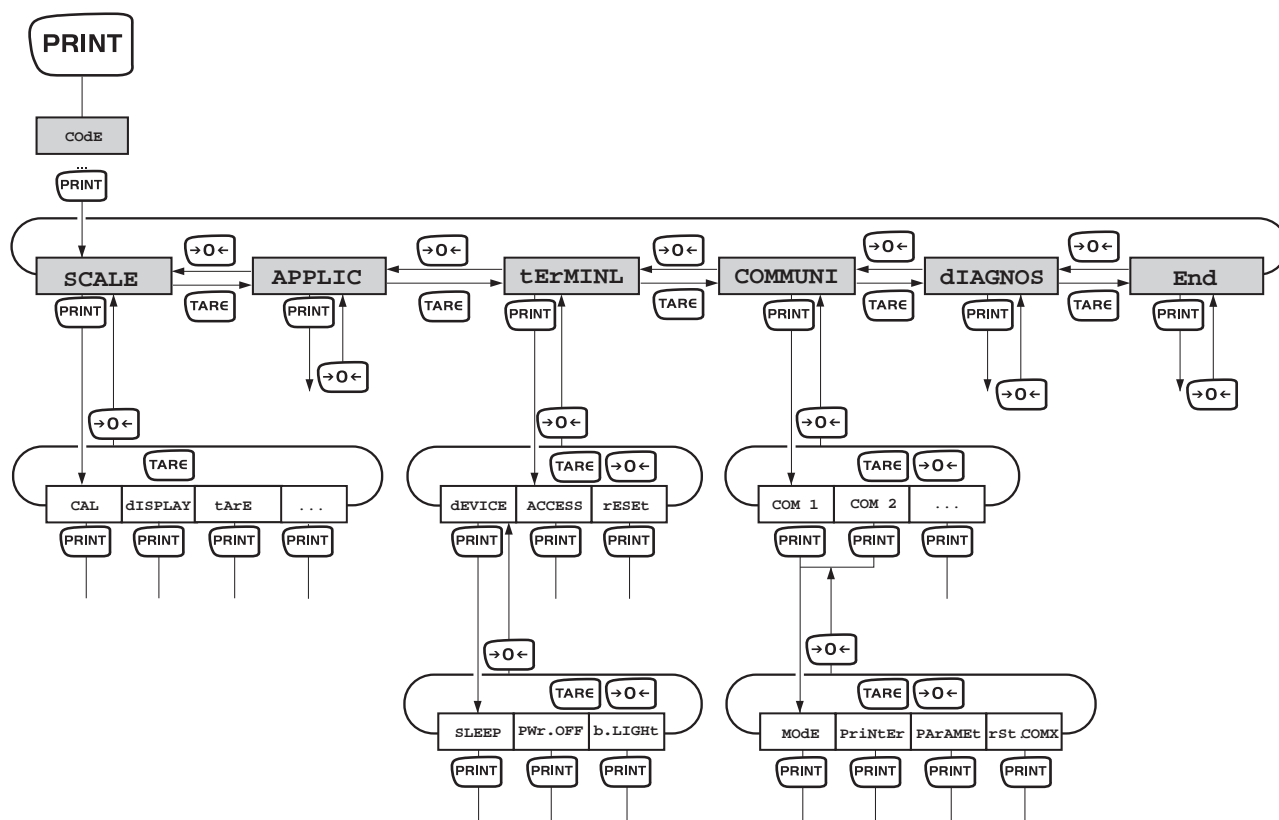 PRINT
COdE
...
PRINT
→0← →0← →0← →0← →0←
SCALE APPLIC tErMINL COMMUNI dIAGNOS End
PRINT TARE PRINT TARE PRINT TARE PRINT TARE PRINT TARE PRINT
→0← →0← →0←
→0← →0← →0←
TARE TARE →0← TARE →0←
CAL dISPLAY tArE ... dEVICE ACCESS rESEt COM 1 COM 2 ...
PRINT PRINT PRINT PRINT PRINT PRINT PRINT PRINT PRINT PRINT
→0← →0←
TARE →0← TARE →0←
SLEEP PWr.OFF b.LIGHt MOdE PriNtEr PArAMEt rSt.COMX
PRINT PRINT PRINT PRINT PRINT PRINT PRINT